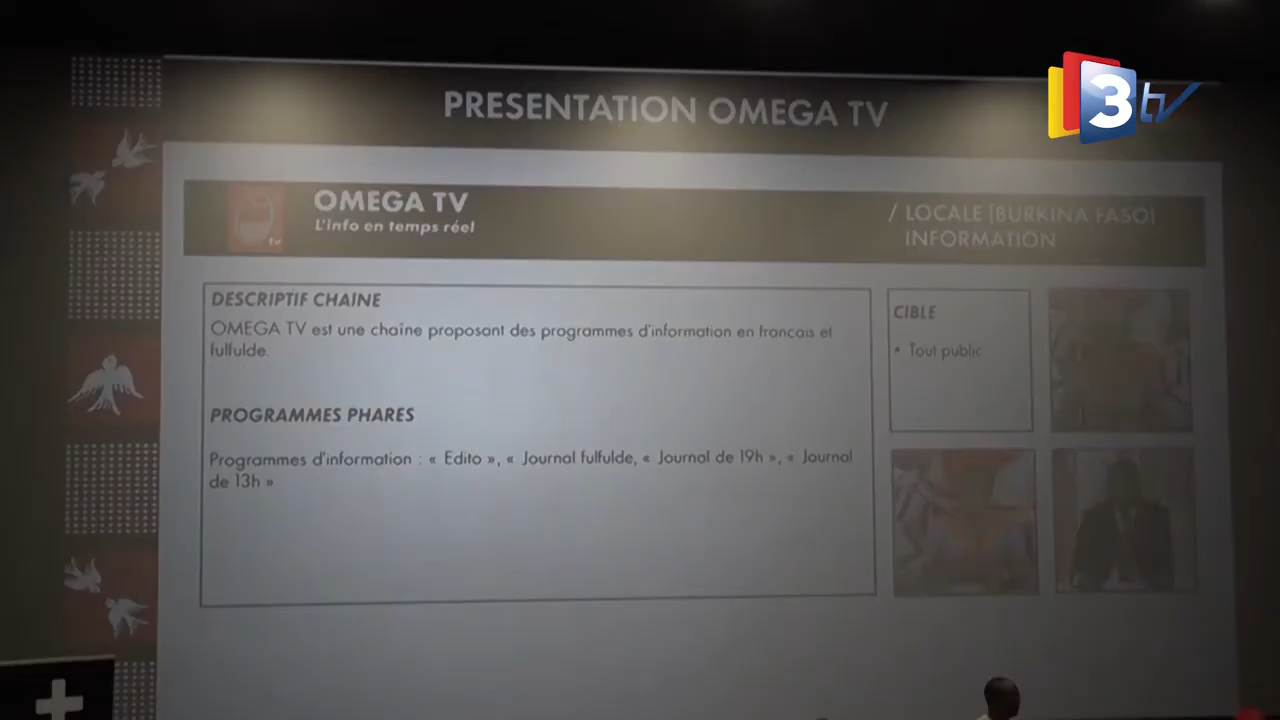 3tv
PRESENTATION OMEGA TV
OMEGA TV
L'info en temps réel
tv
/ LOCALE (BURKINA FASO)
INFORMATION
DESCRIPTIF CHAINE
OMEGA TV est une chaîne proposant des programmes d'information en francais et
fulfulde.
PROGRAMMES PHARES
Programmes d'information : « Edito », « Journal fulfulde, « Journal de 19h », « Journal
de 13h »
CIBLE
• Tout public